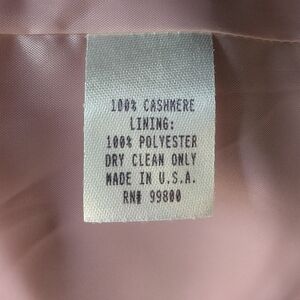 100% CASHMERE
LINING:
100% POLYESTER
DRY CLEAN ONLY
MADE IN U.S.A.
RN# 99800